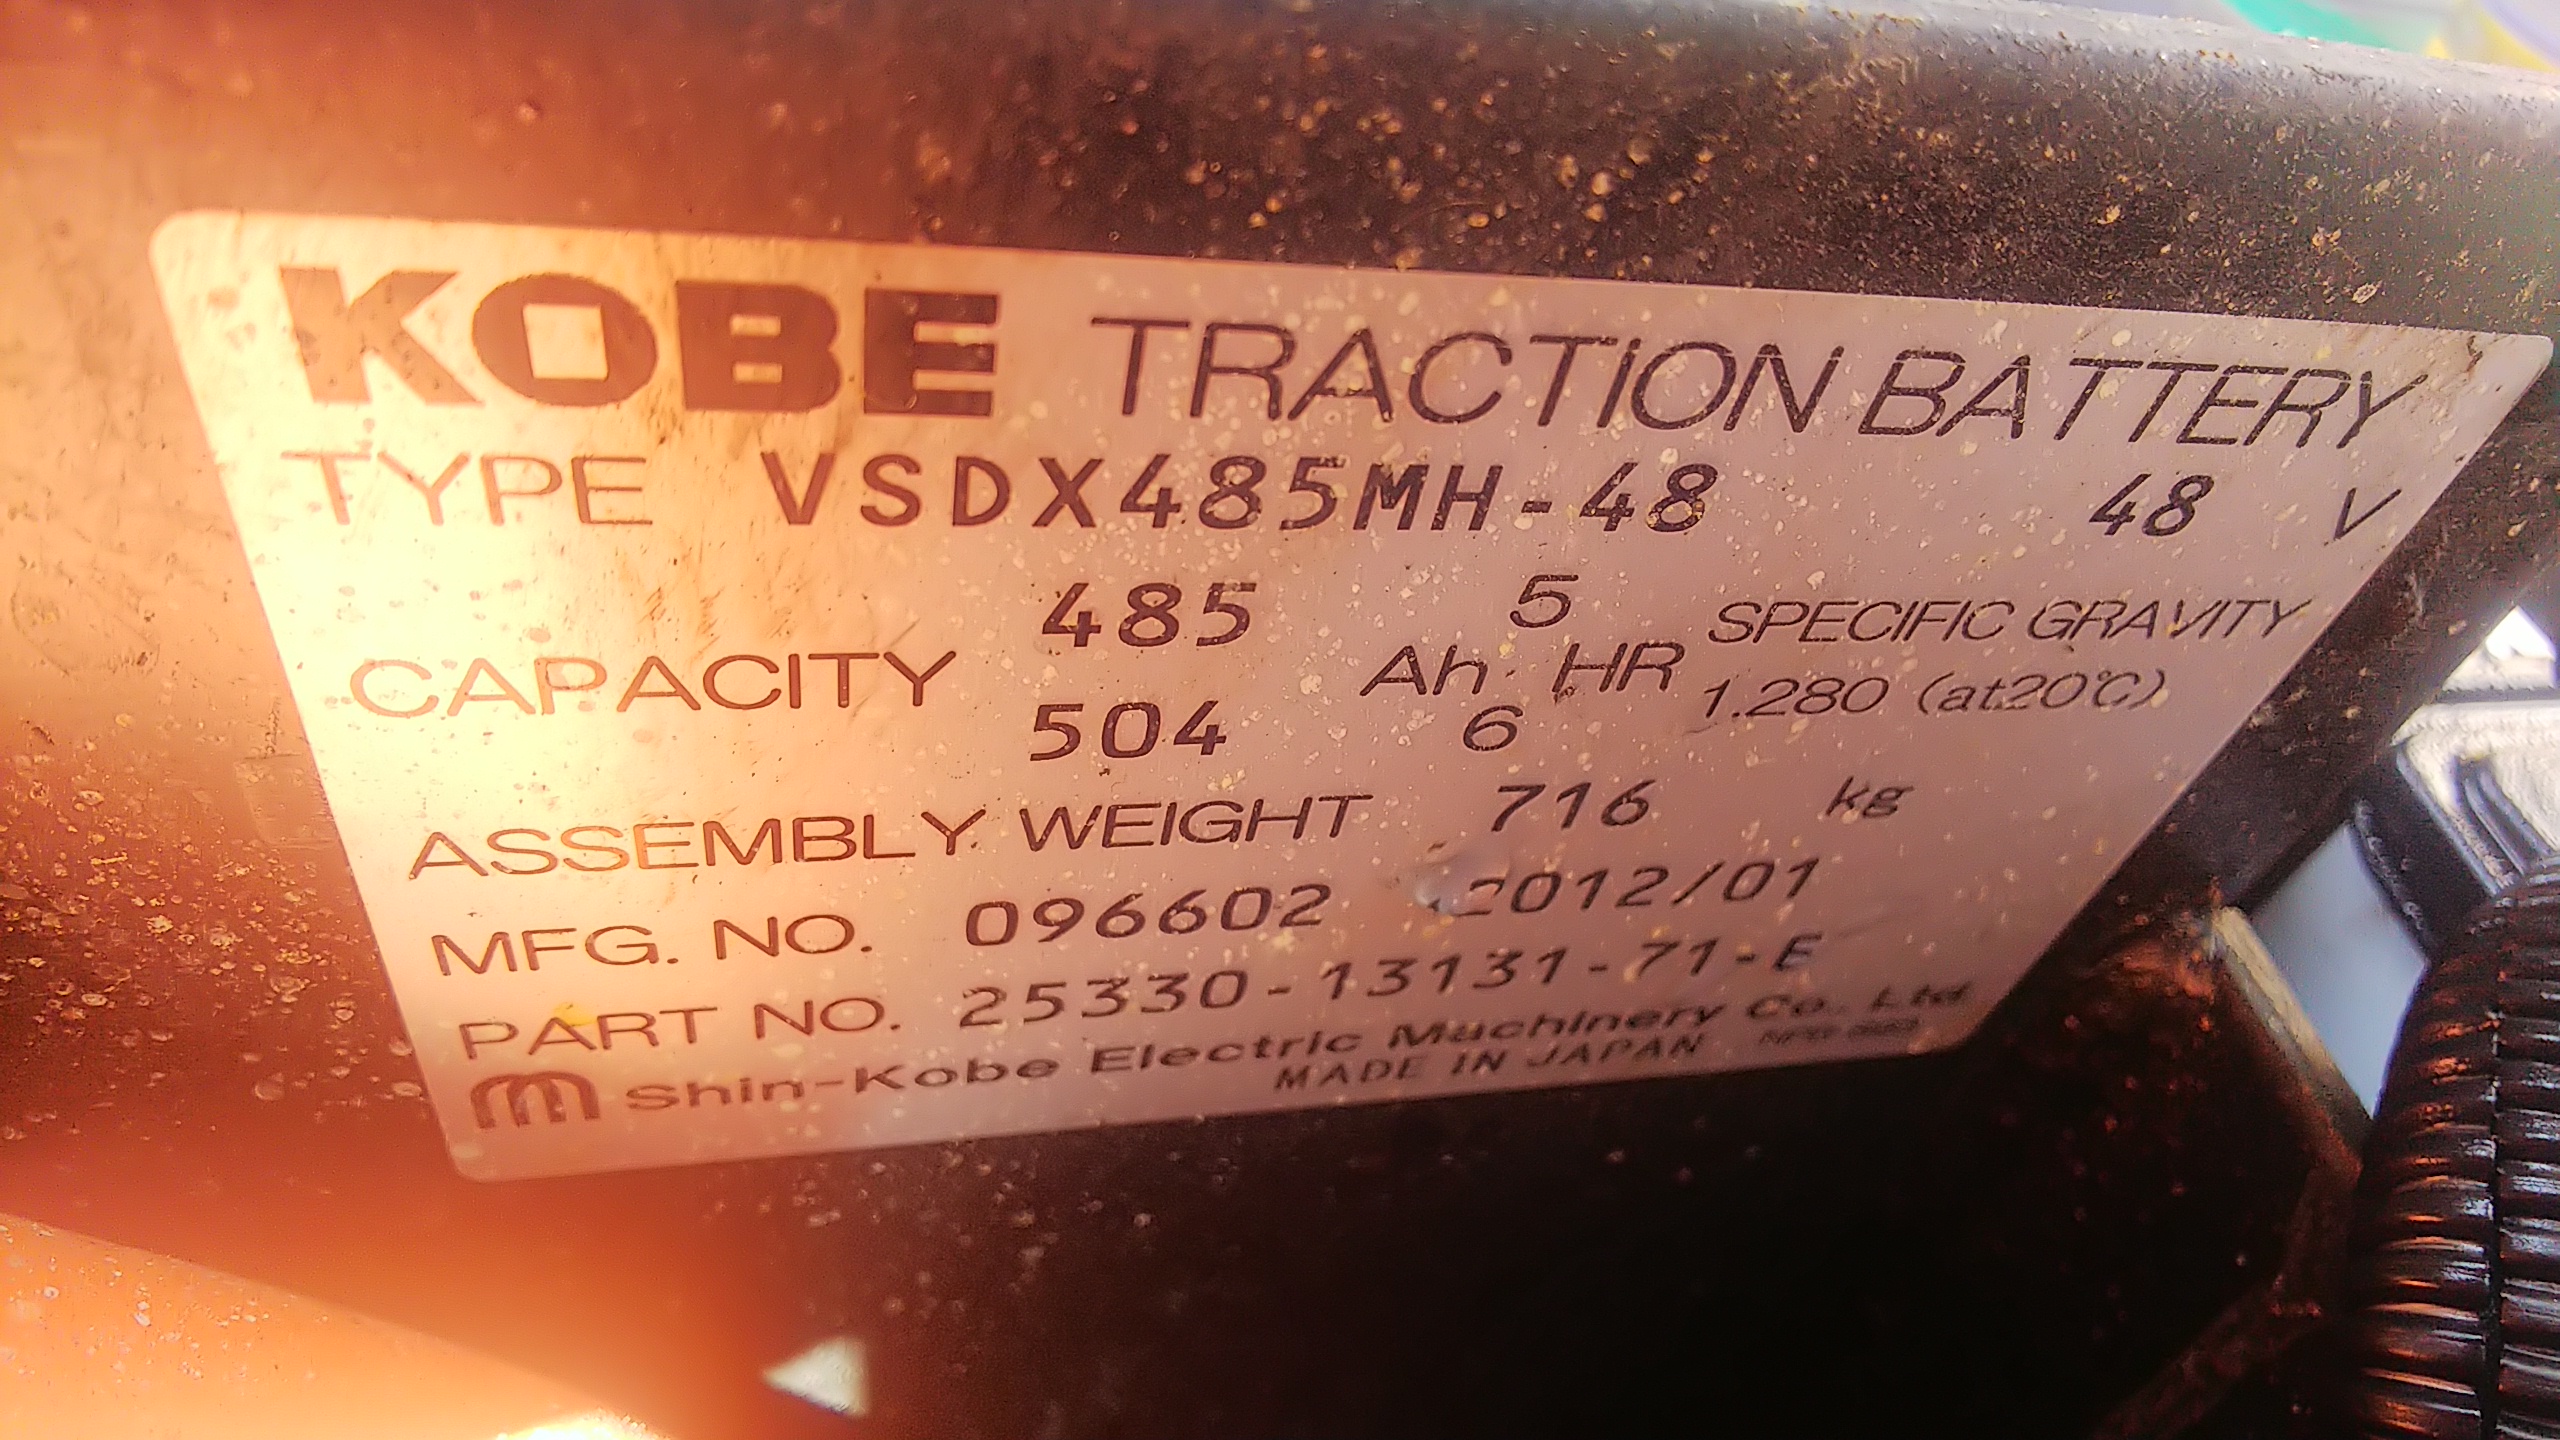 KOBE TRACTION BATTERY
TYPE VSDX485MH-48 48 V
CAPACITY 485 Ah 5 HR SPECIFIC GRAVITY
504 6 1.280 (at20℃)
ASSEMBLY WEIGHT 716 kg
MFG. NO. 096602 2012/01
PART NO. 25330-13131-71-E
Shin-Kobe Electric Machinery Co., Ltd.
MADE IN JAPAN